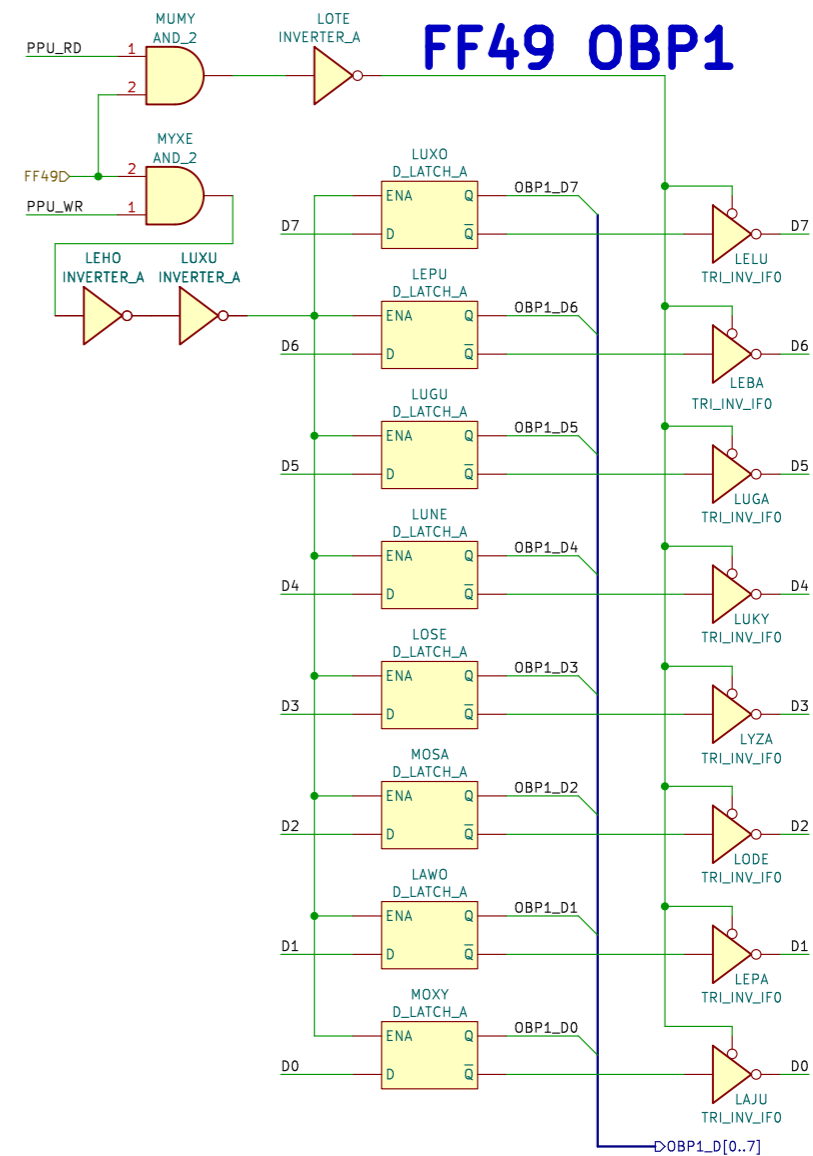 FF49 OBP1
MUMY
AND_2
LOTE
INVERTER_A
PPU_RD
1
2
MYXE
AND_2
FF49
2
PPU_WR
1
LEHO
INVERTER_A
LUXU
INVERTER_A
LUXO
D_LATCH_A
ENA
Q
OBP1_D7
D7
D
Q
D7
LELU
TRI_INV_IF0
LEPU
D_LATCH_A
ENA
Q
OBP1_D6
D6
D
Q
D6
LEBA
TRI_INV_IF0
LUGU
D_LATCH_A
ENA
Q
OBP1_D5
D5
D
Q
D5
LUGA
TRI_INV_IF0
LUNE
D_LATCH_A
ENA
Q
OBP1_D4
D4
D
Q
D4
LUKY
TRI_INV_IF0
LOSE
D_LATCH_A
ENA
Q
OBP1_D3
D3
D
Q
D3
LYZA
TRI_INV_IF0
MOSA
D_LATCH_A
ENA
Q
OBP1_D2
D2
D
Q
D2
LODE
TRI_INV_IF0
LAWO
D_LATCH_A
ENA
Q
OBP1_D1
D1
D
Q
D1
LEPA
TRI_INV_IF0
MOXY
D_LATCH_A
ENA
Q
OBP1_D0
D0
D
Q
D0
LAJU
TRI_INV_IF0
OBP1_D[0..7]